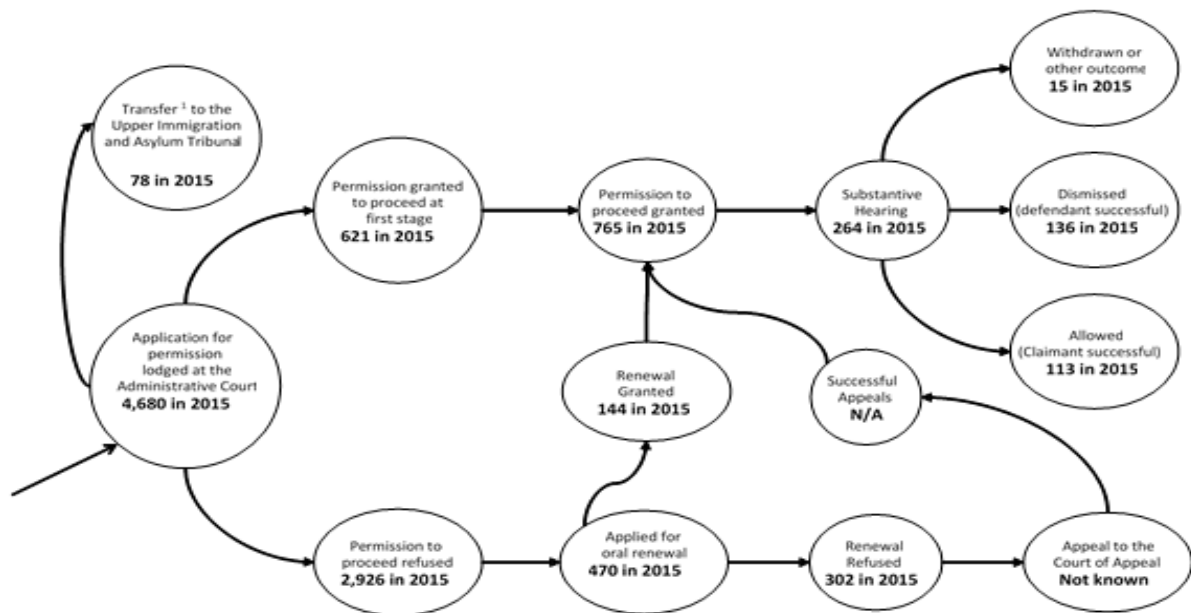 Transfer ¹ to the
Upper Immigration
and Asylum Tribunal
78 in 2015
Permission granted
to proceed at
first stage
621 in 2015
Permission to
proceed granted
765 in 2015
Substantive
Hearing
264 in 2015
Withdrawn or
other outcome
15 in 2015
Dismissed
(defendant successful)
136 in 2015
Allowed
(Claimant successful)
113 in 2015
Application for
permission
lodged at the
Administrative Court
4,680 in 2015
Renewal
Granted
144 in 2015
Successful
Appeals
N/A
Permission to
proceed refused
2,926 in 2015
Applied for
oral renewal
470 in 2015
Renewal
Refused
302 in 2015
Appeal to the
Court of Appeal
Not known